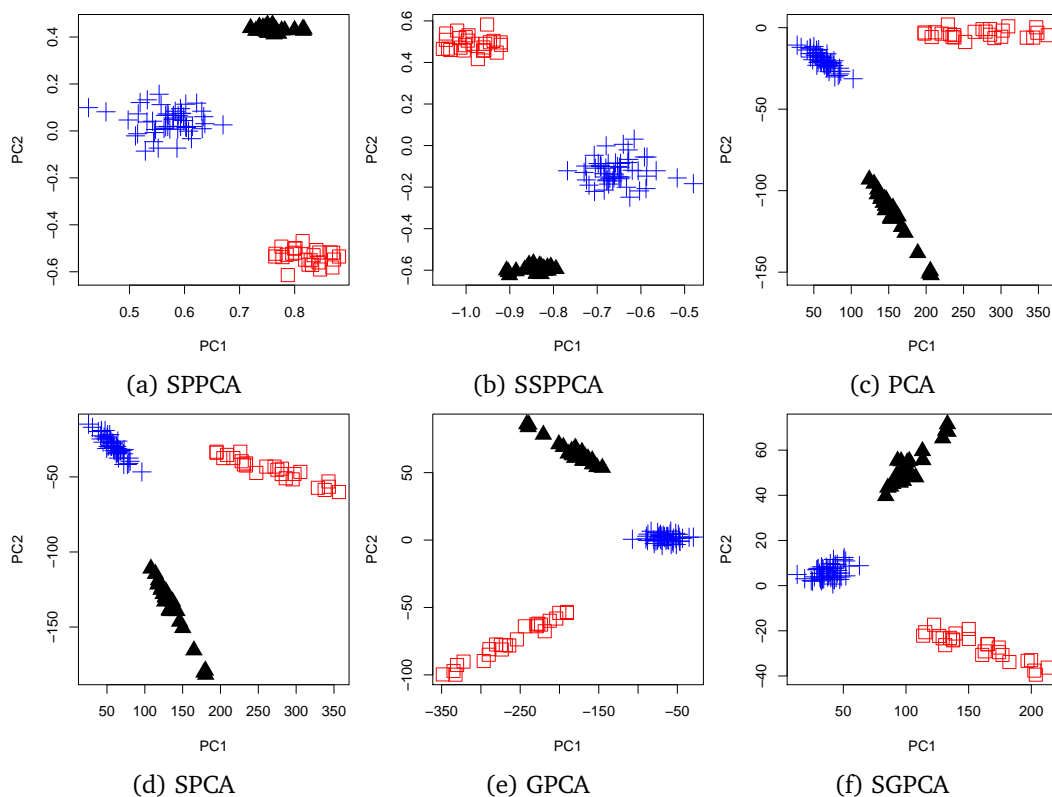 0.4
0.2
0.0
-0.2
-0.4
-0.6
PC2
0.5 0.6 0.7 0.8
PC1
(a) SPPCA
0.6
0.4
0.2
0.0
-0.2
-0.4
-0.6
PC2
−1.0 −0.9 −0.8 −0.7 −0.6 −0.5
PC1
(b) SSPPCA
0
-50
-100
-150
PC2
50 100 150 200 250 300 350
PC1
(c) PCA
-50
-100
-150
PC2
50 100 150 200 250 300 350
PC1
(d) SPCA
50
0
-50
-100
PC2
−350 −250 −150 −50
PC1
(e) GPCA
60
40
20
0
-20
-40
PC2
50 100 150 200
PC1
(f) SGPCA